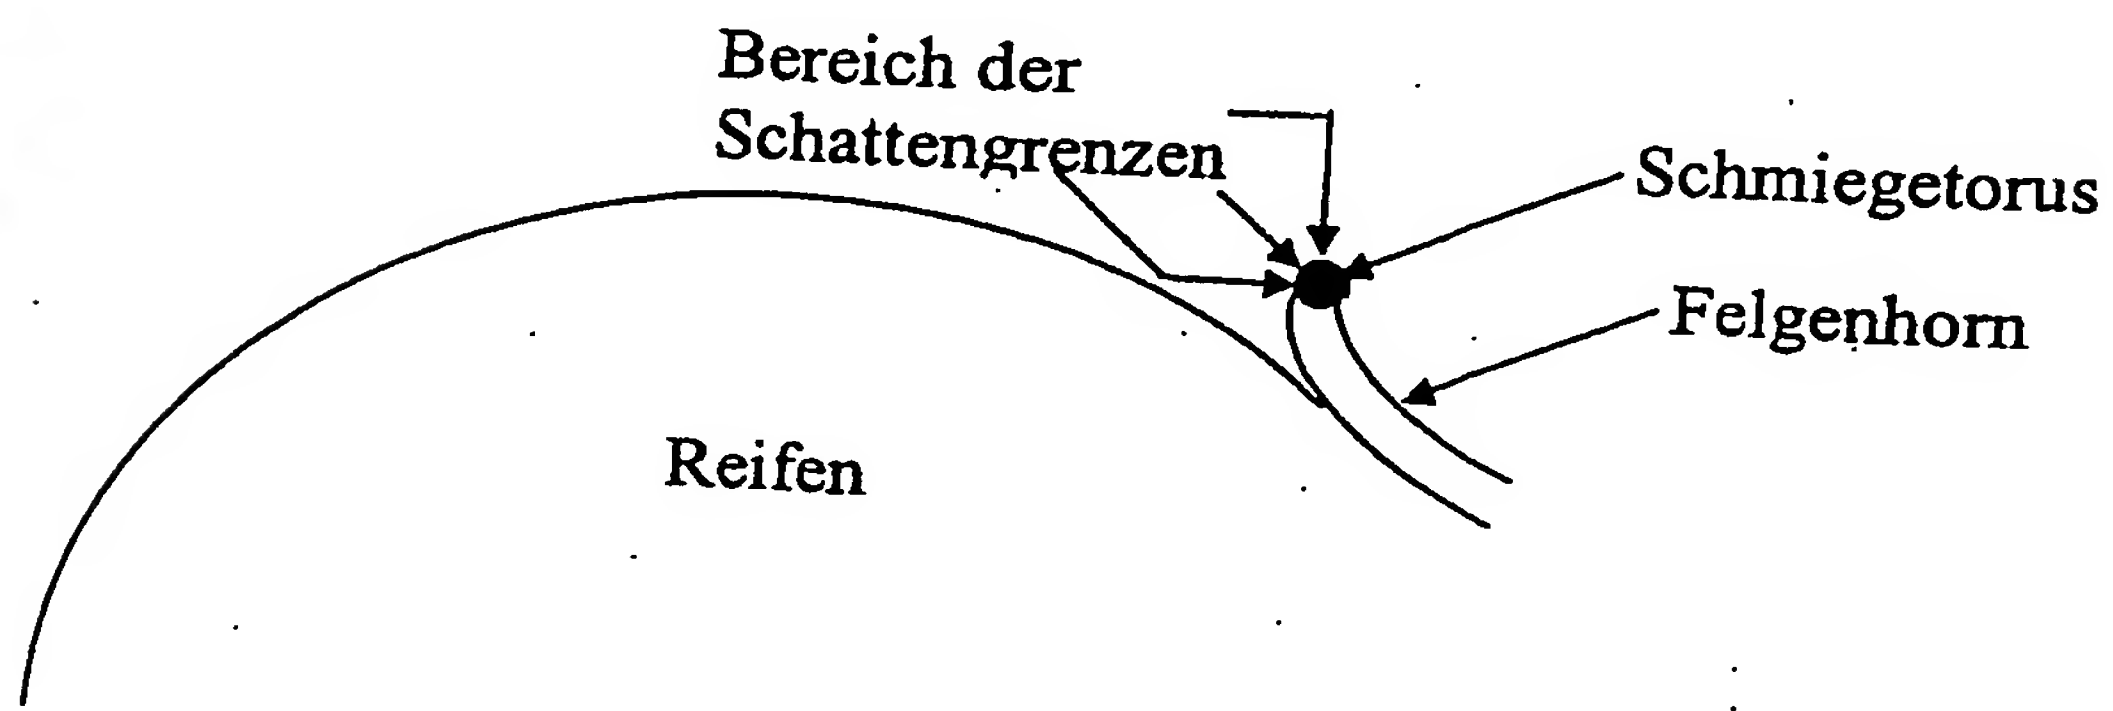 Bereich der
Schattengrenzen
Schmiegetorus
Felgenhorn
Reifen